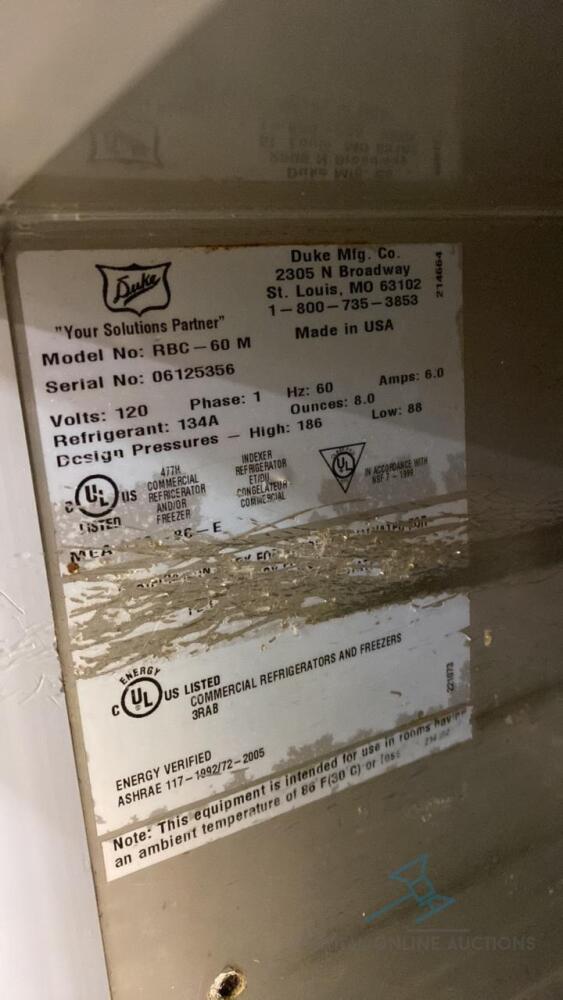 Duke
"Your Solutions Partner"
Duke Mfg. Co.
2305 N Broadway
St. Louis, MO 63102
1-800-735-3853
214664
Made in USA
Model No: RBC-60 M
Serial No: 06125356
Volts: 120 Phase: 1 Hz: 60 Amps: 6.0
Refrigerant: 134A Ounces: 8.0
Design Pressures - High: 186 Low: 88
C UL US
LISTED
477H
COMMERCIAL
REFRIGERATOR
AND/OR
FREEZER
INDEXER
REFRIGERATOR
ET/OU
CONGELATEUR
COMMERCIAL
UL
IN ACCORDANCE WITH
NSF 7 - 1999
MEA
ENERGY
C UL US LISTED
COMMERCIAL REFRIGERATORS AND FREEZERS
3RAB
ENERGY VERIFIED
ASHRAE 117-1992/72-2005
Note: This equipment is intended for use in rooms having
an ambient temperature of 86 F(30 C) or less
ONLINE AUCTIONS